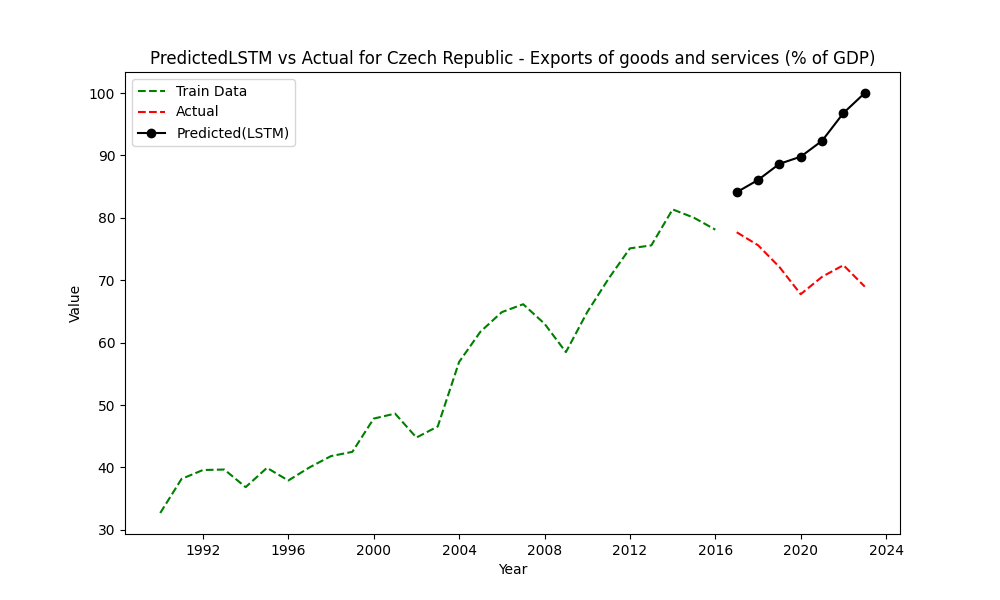 PredictedLSTM vs Actual for Czech Republic - Exports of goods and services (% of GDP)
Train Data
Actual
Predicted(LSTM)
100
90
80
70
60
50
40
30
Value
1992 1996 2000 2004 2008 2012 2016 2020 2024
Year